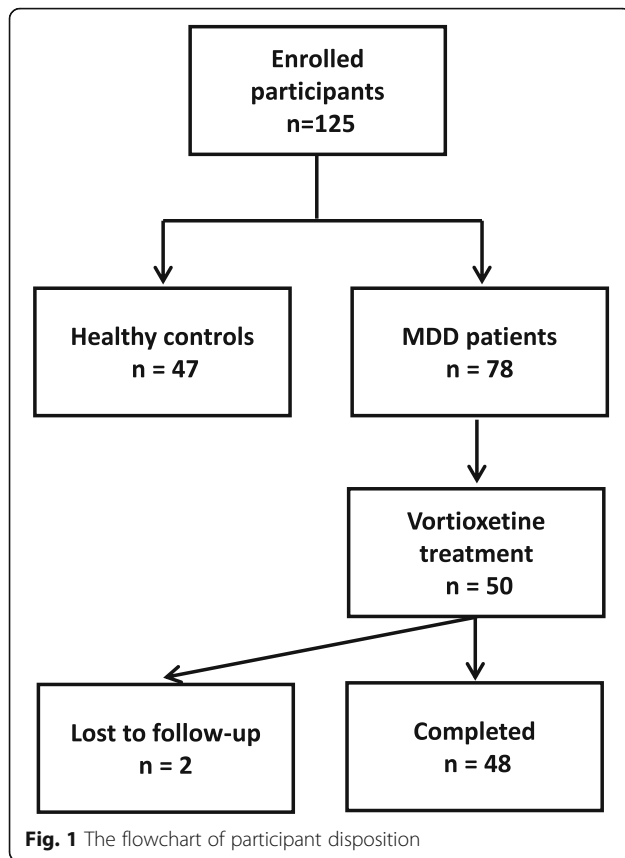 Enrolled
participants
n=125
Healthy controls
n = 47
MDD patients
n = 78
Vortioxetine
treatment
n = 50
Lost to follow-up
n = 2
Completed
n = 48
Fig. 1 The flowchart of participant disposition